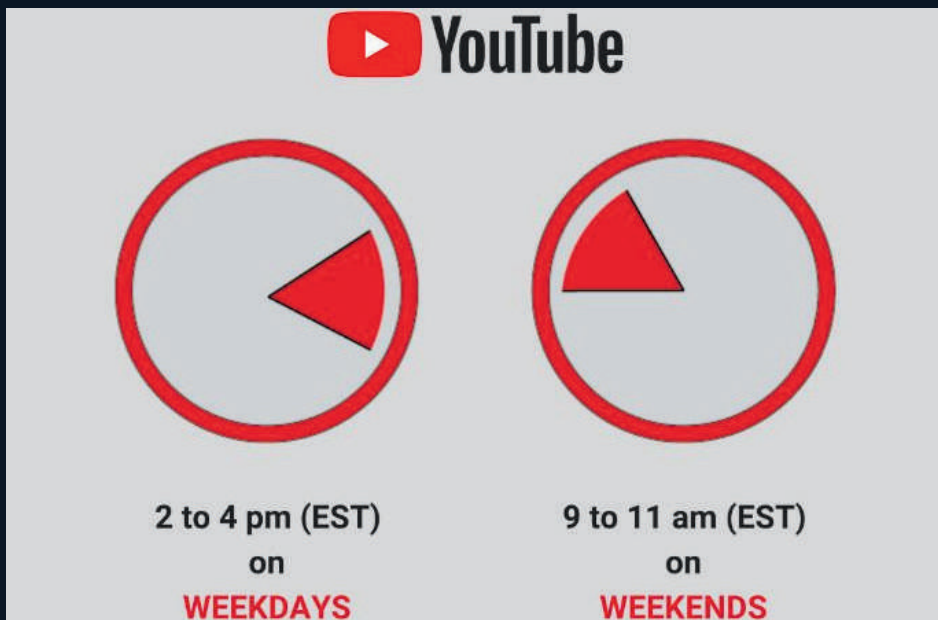 YouTube
2 to 4 pm (EST)
on
WEEKDAYS
9 to 11 am (EST)
on
WEEKENDS